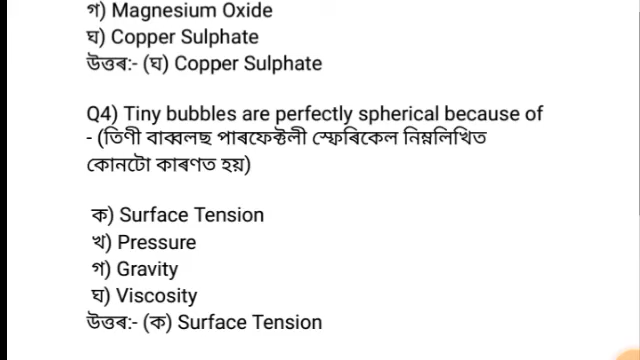 গ) Magnesium Oxide
ঘ) Copper Sulphate
উত্তৰ:- (ঘ) Copper Sulphate
Q4) Tiny bubbles are perfectly spherical because of
- (তিণী বাব্বলছ পাৰফেক্টলী স্ফেৰিকেল নিম্নলিখিত
কোনটো কাৰণত হয়)
ক) Surface Tension
খ) Pressure
গ) Gravity
ঘ) Viscosity
উত্তৰ:- (ক) Surface Tension